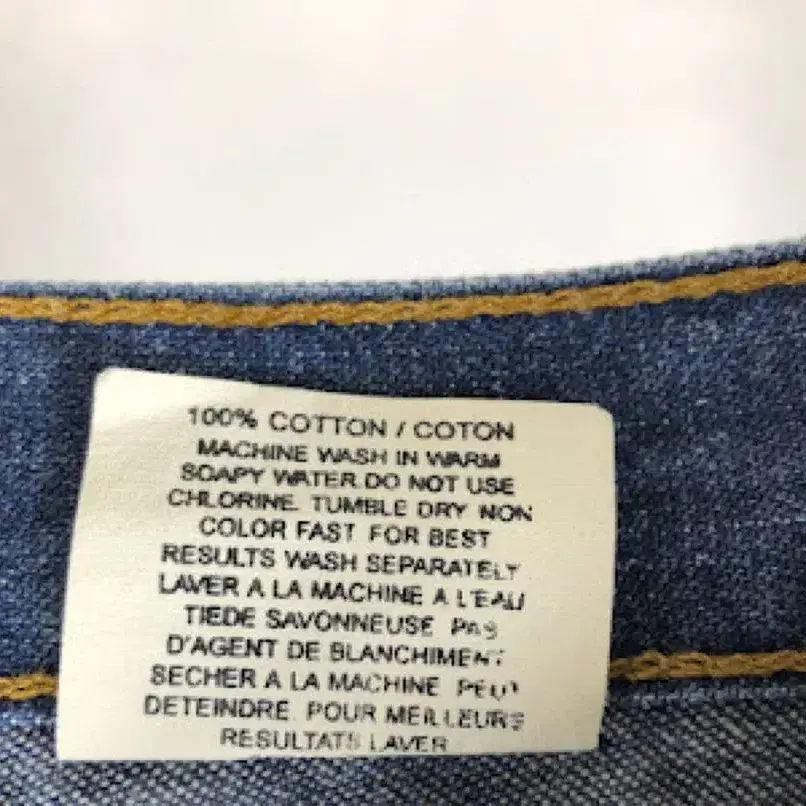 100% COTTON / COTON
MACHINE WASH IN WARM
SOAPY WATER. DO NOT USE
CHLORINE. TUMBLE DRY NON
COLOR FAST FOR BEST
RESULTS WASH SEPARATELY
LAVER A LA MACHINE A L'EAU
TIEDE SAVONNEUSE PAS
D'AGENT DE BLANCHIMENT
SECHER A LA MACHINE PEUT
DETEINDRE. POUR MEILLEURS
RESULTATS LAVER